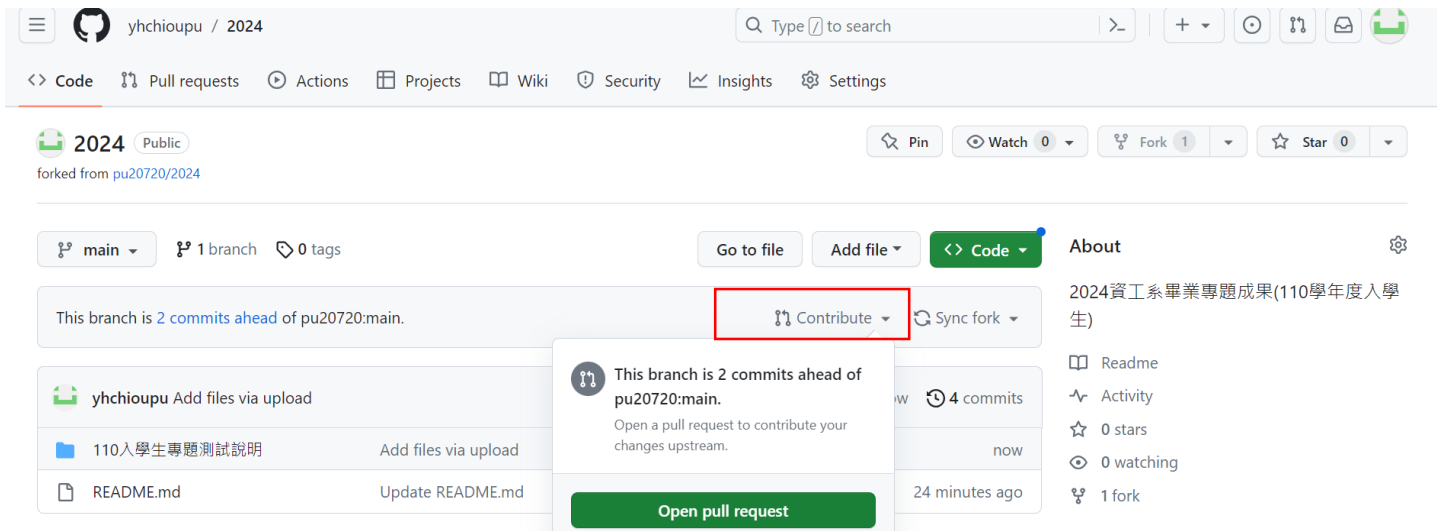 yhchioupu / 2024
Type / to search
Code Pull requests Actions Projects Wiki Security Insights Settings
2024 Public
Pin Watch 0 Fork 1 Star 0
forked from pu20720/2024
main 1 branch 0 tags Go to file Add file Code
This branch is 2 commits ahead of pu20720:main. Contribute Sync fork
This branch is 2 commits ahead of
pu20720:main.
Open a pull request to contribute your
changes upstream.
Open pull request
yhchioupu Add files via upload 4 commits
110入學生專題測試說明 Add files via upload now
README.md Update README.md 24 minutes ago
About
2024資工系畢業專題成果(110學年度入學
生)
Readme
Activity
0 stars
0 watching
1 fork